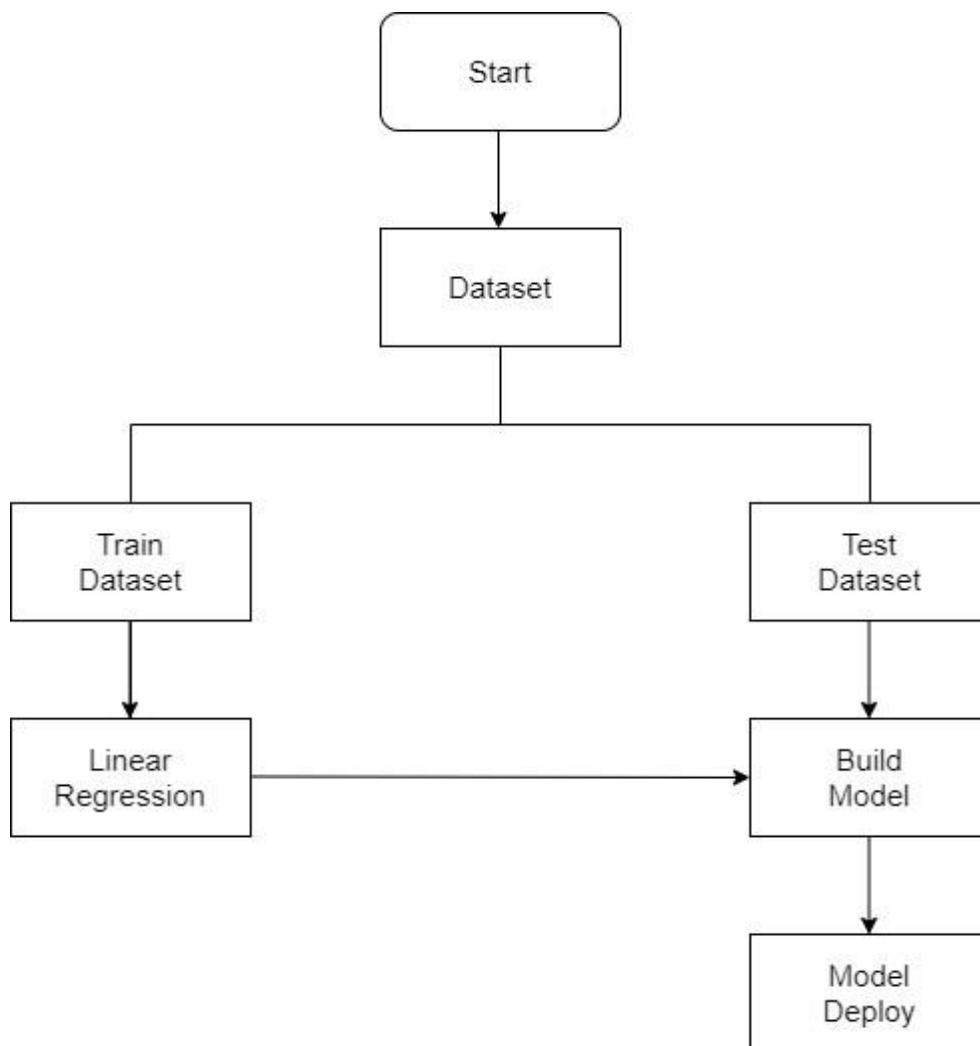 Start
Dataset
Train
Dataset
Test
Dataset
Linear
Regression
Build
Model
Model
Deploy